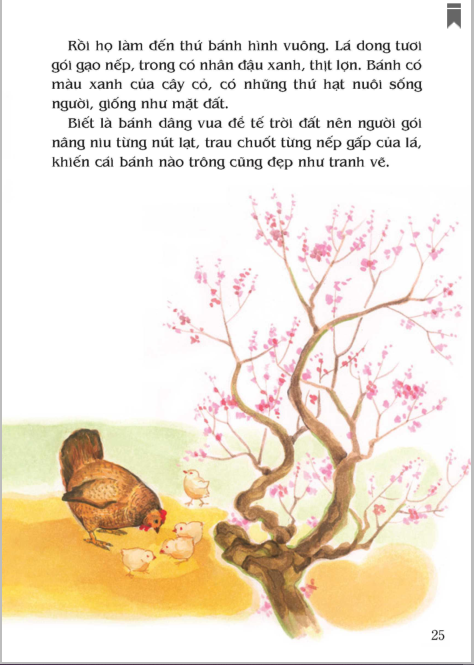 Rồi họ làm đến thứ bánh hình vuông. Lá dong tươi
gói gạo nếp, trong có nhân đậu xanh, thịt lợn. Bánh có
màu xanh của cây cỏ, có những thứ hạt nuôi sống
người, giống như mặt đất.
Biết là bánh dâng vua để tế trời đất nên người gói
nâng niu từng nút lạt, trau chuốt từng nếp gấp của lá,
khiến cái bánh nào trông cũng đẹp như tranh vẽ.
25